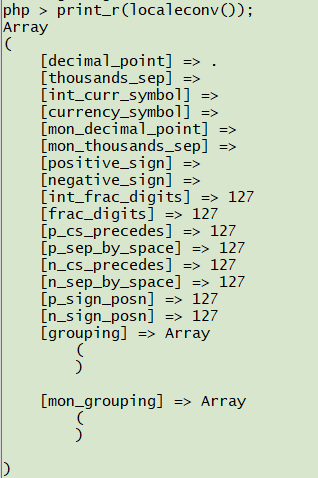 php > print_r(localeconv());
Array
(
    [decimal_point] => .
    [thousands_sep] =>
    [int_curr_symbol] =>
    [currency_symbol] =>
    [mon_decimal_point] =>
    [mon_thousands_sep] =>
    [positive_sign] =>
    [negative_sign] =>
    [int_frac_digits] => 127
    [frac_digits] => 127
    [p_cs_precedes] => 127
    [p_sep_by_space] => 127
    [n_cs_precedes] => 127
    [n_sep_by_space] => 127
    [p_sign_posn] => 127
    [n_sign_posn] => 127
    [grouping] => Array
        (
        )

    [mon_grouping] => Array
        (
        )

)